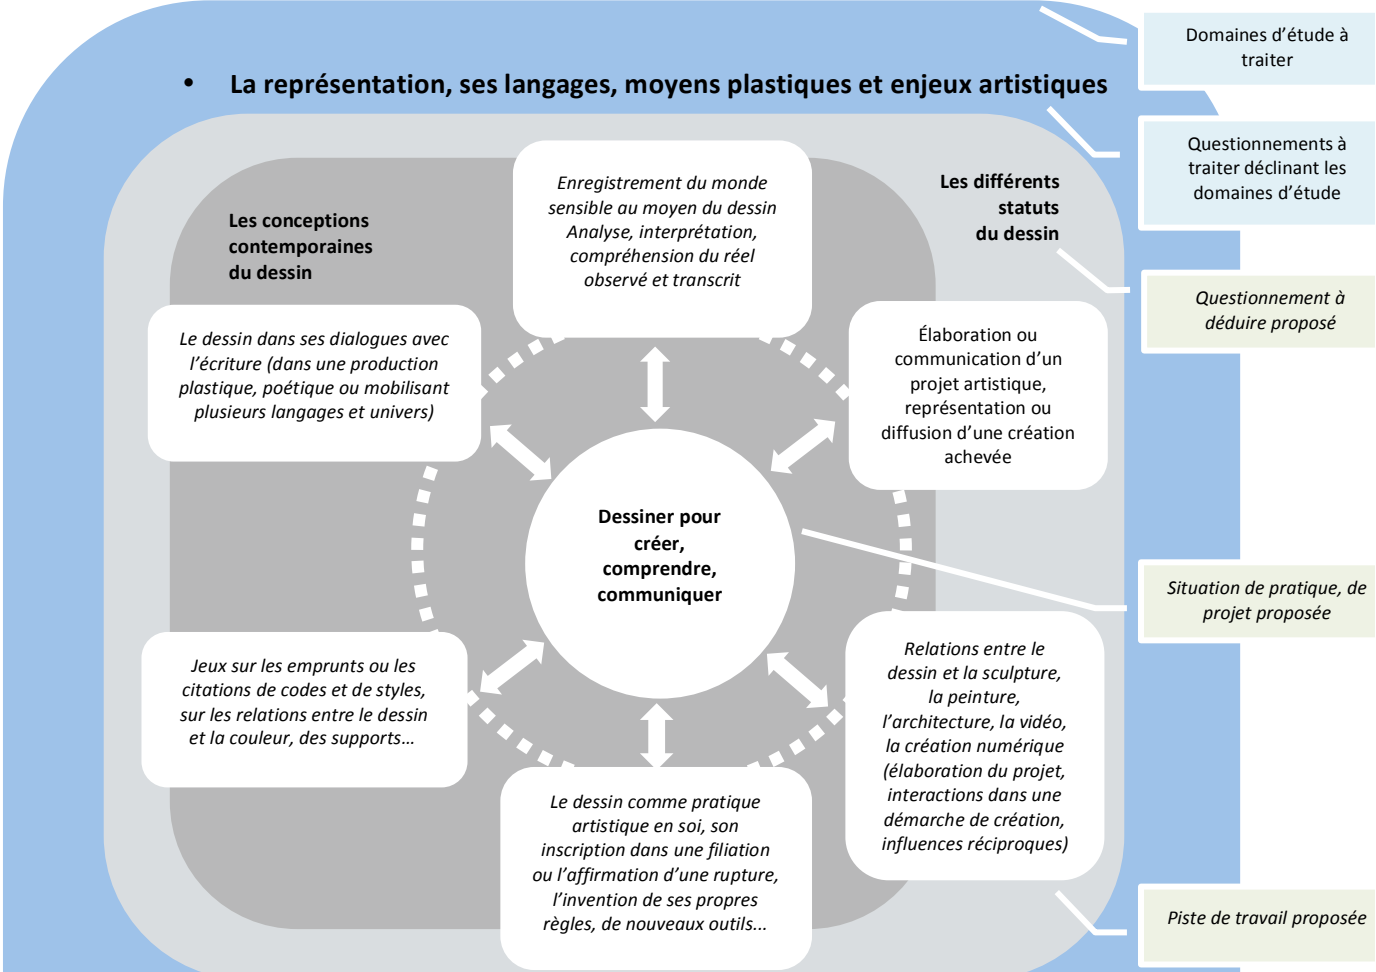 • La représentation, ses langages, moyens plastiques et enjeux artistiques
Domaines d’étude à
traiter
Questionnements à
traiter déclinant les
domaines d’étude
Les différents
statuts
du dessin
Les conceptions
contemporaines
du dessin
Enregistrement du monde
sensible au moyen du dessin
Analyse, interprétation,
compréhension du réel
observé et transcrit
Questionnement à
déduire proposé
Le dessin dans ses dialogues avec
l’écriture (dans une production
plastique, poétique ou mobilisant
plusieurs langages et univers)
Élaboration ou
communication d’un
projet artistique,
représentation ou
diffusion d’une création
achevée
Dessiner pour
créer,
comprendre,
communiquer
Situation de pratique, de
projet proposée
Jeux sur les emprunts ou les
citations de codes et de styles,
sur les relations entre le dessin
et la couleur, des supports...
Relations entre le
dessin et la sculpture,
la peinture,
l’architecture, la vidéo,
la création numérique
(élaboration du projet,
interactions dans une
démarche de création,
influences réciproques)
Le dessin comme pratique
artistique en soi, son
inscription dans une filiation
ou l’affirmation d’une rupture,
l’invention de ses propres
règles, de nouveaux outils...
Piste de travail proposée